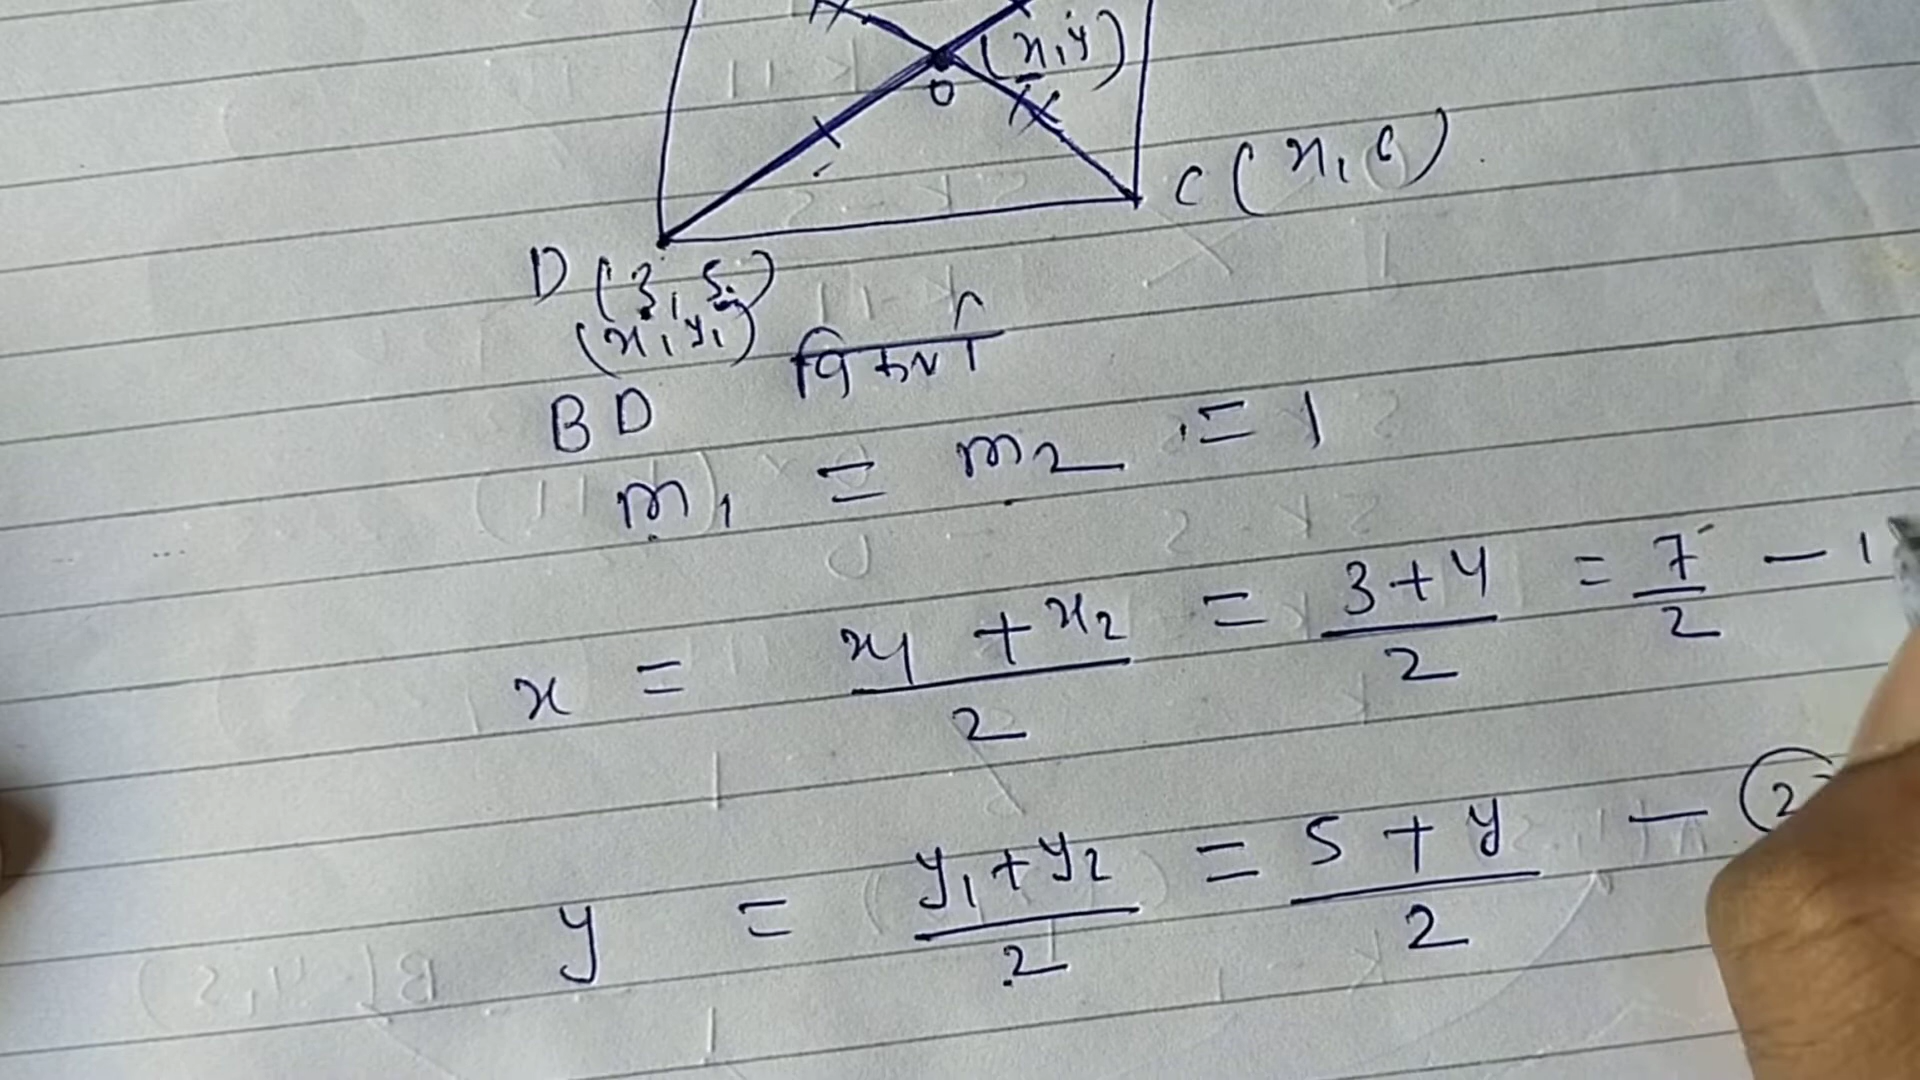 (x, y)
O
C (x, 6)
D (3, 5)
(x1, y1)
BD
m1 = m2 = 1
x = x1 + x2 / 2 = 3 + 4 / 2 = 7 / 2 — 1
y = y1 + y2 / 2 = 5 + y / 2 — 2